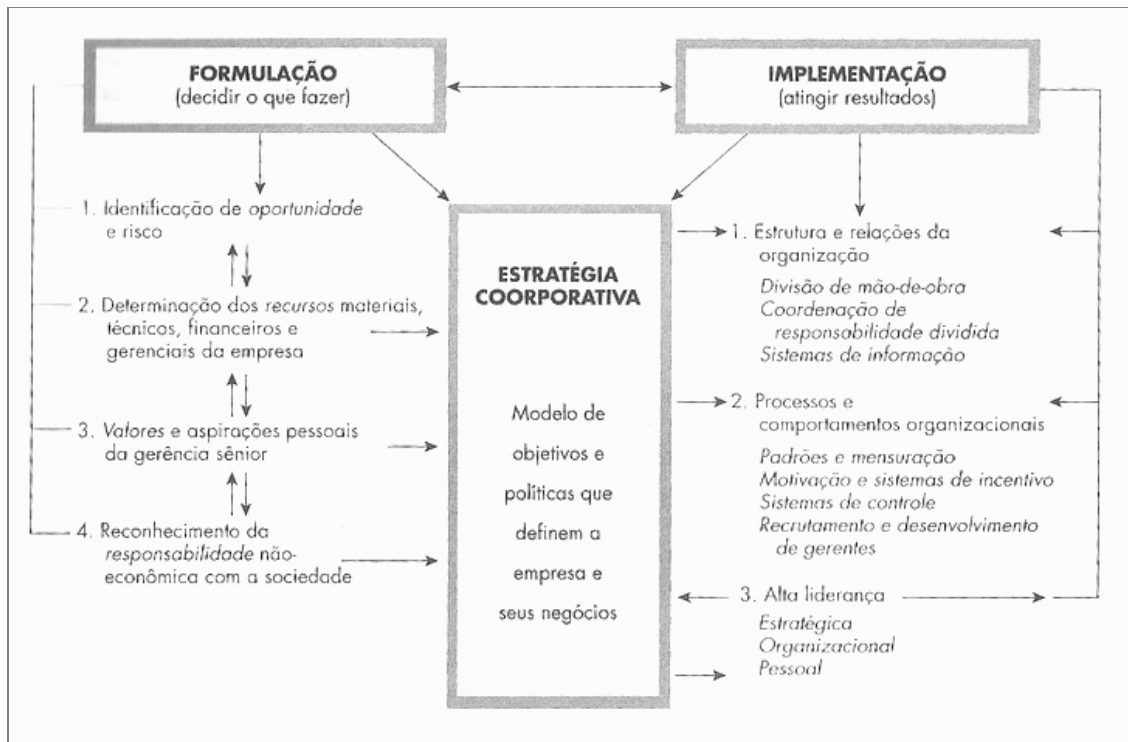 FORMULAÇÃO
(decidir o que fazer)
IMPLEMENTAÇÃO
(atingir resultados)
1. Identificação de oportunidade
e risco
2. Determinação dos recursos materiais,
técnicos, financeiros e
gerenciais da empresa
3. Valores e aspirações pessoais
da gerência sênior
4. Reconhecimento da
responsabilidade não-
econômica com a sociedade
ESTRATÉGIA
COORPORATIVA
Modelo de
objetivos e
políticas que
definem a
empresa e
seus negócios
1. Estrutura e relações da
organização
Divisão de mão-de-obra
Coordenação de
responsabilidade dividida
Sistemas de informação
2. Processos e
comportamentos organizacionais
Padrões e mensuração
Motivação e sistemas de incentivo
Sistemas de controle
Recrutamento e desenvolvimento
de gerentes
3. Alta liderança
Estratégica
Organizacional
Pessoal